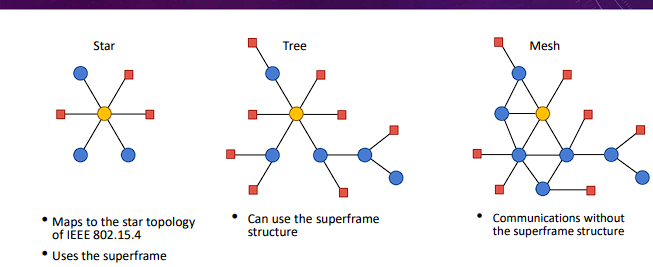 Star
Tree
Mesh
• Maps to the star topology
of IEEE 802.15.4
• Uses the superframe
• Can use the superframe
structure
• Communications without
the superframe structure